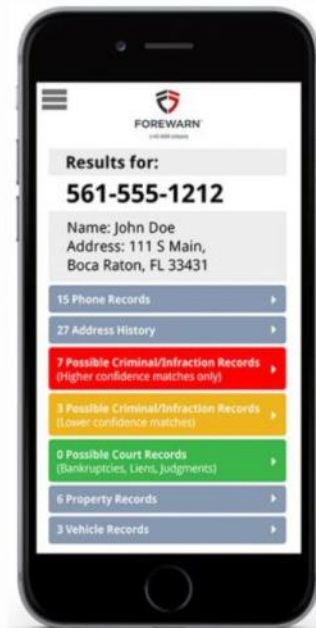 FOREWARN
Results for:
561-555-1212
Name: John Doe
Address: 111 S Main,
Boca Raton, FL 33431
15 Phone Records
27 Address History
7 Possible Criminal/Infraction Records
(Higher confidence matches only)
3 Possible Criminal/Infraction Records
(Lower confidence matches)
0 Possible Court Records
(Bankruptcies, Liens, Judgments)
6 Property Records
3 Vehicle Records